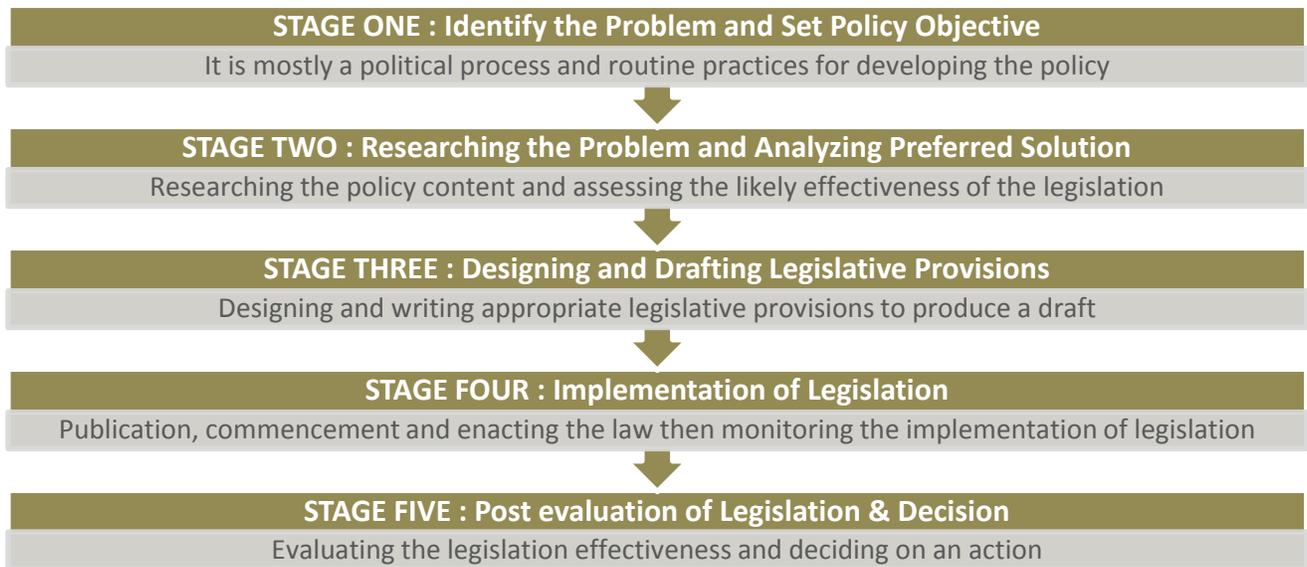 STAGE ONE : Identify the Problem and Set Policy Objective
It is mostly a political process and routine practices for developing the policy
STAGE TWO : Researching the Problem and Analyzing Preferred Solution
Researching the policy content and assessing the likely effectiveness of the legislation
STAGE THREE : Designing and Drafting Legislative Provisions
Designing and writing appropriate legislative provisions to produce a draft
STAGE FOUR : Implementation of Legislation
Publication, commencement and enacting the law then monitoring the implementation of legislation
STAGE FIVE : Post evaluation of Legislation & Decision
Evaluating the legislation effectiveness and deciding on an action